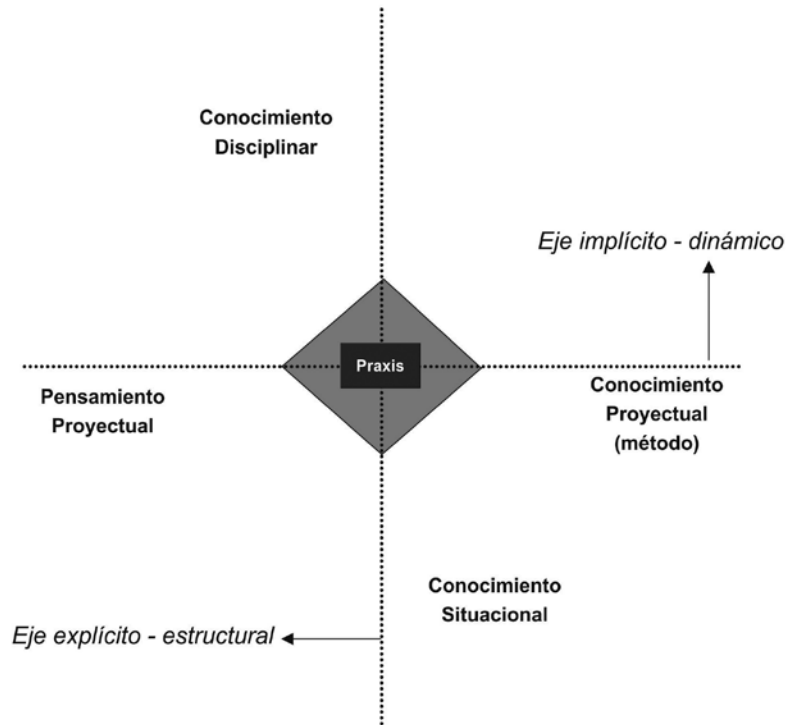 Conocimiento
Disciplinar
Eje implícito - dinámico
Praxis
Pensamiento
Proyectual
Conocimiento
Proyectual
(método)
Conocimiento
Situacional
Eje explícito - estructural